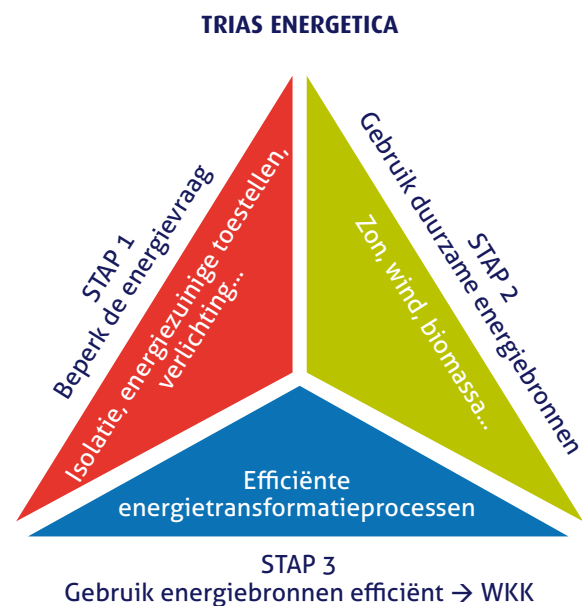 TRIAS ENERGETICA
STAP 1
Beperk de energievraag
Isolatie, energiezuinige toestellen,
verlichting...
STAP 2
Gebruik duurzame energiebronnen
Zon, wind, biomassa...
Efficiënte
energietransformatieprocessen
STAP 3
Gebruik energiebronnen efficiënt → WKK